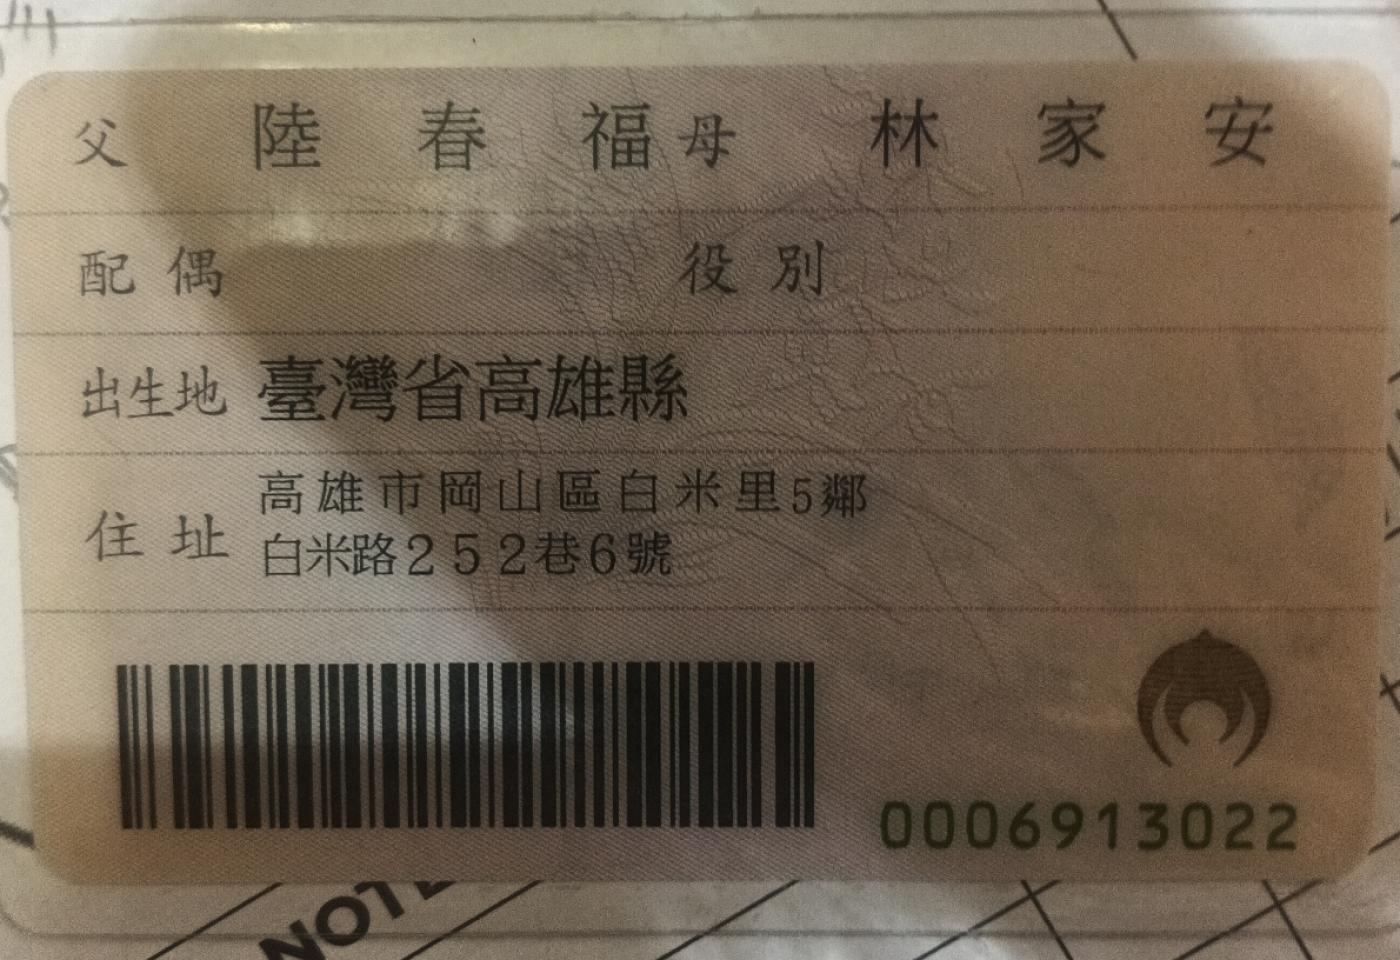 父 陸春福 母 林家安
配偶 役別
出生地 臺灣省高雄縣
住址 高雄市岡山區白米里5鄰
白米路252巷6號
0006913022
NOTE